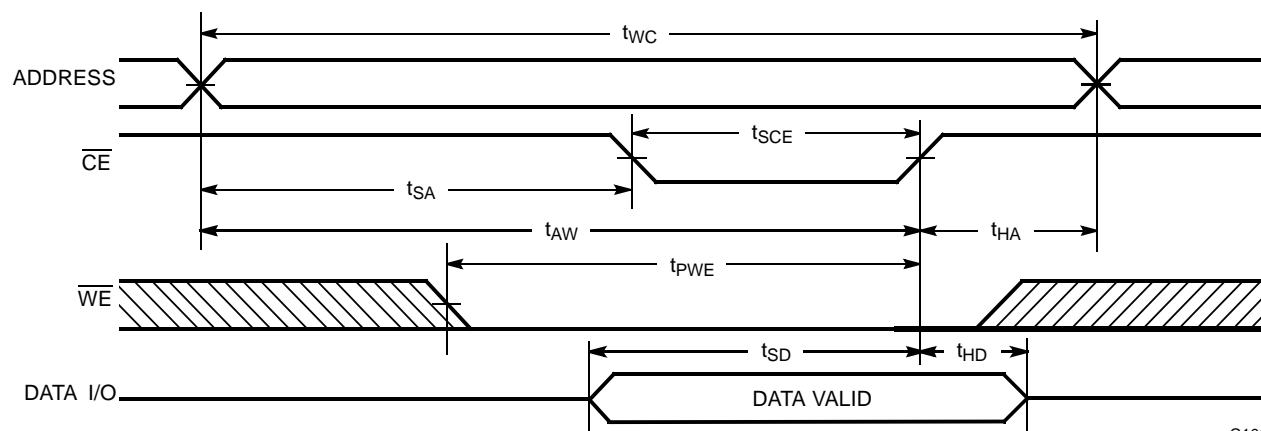 tWC
ADDRESS
tSCE
CE
tSA
tAW
tHA
tPWE
WE
tSD
tHD
DATA I/O
DATA VALID